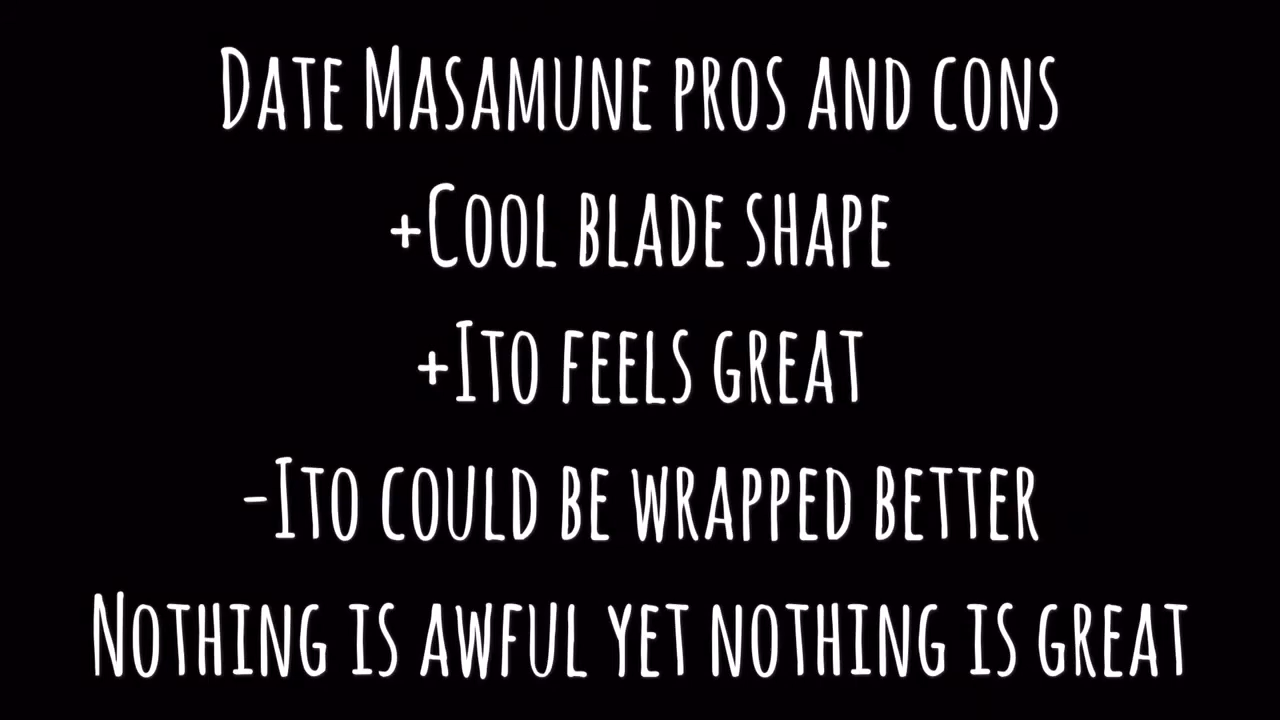 Date Masamune pros and cons
+Cool blade shape
+Ito feels great
-Ito could be wrapped better
Nothing is awful yet nothing is great